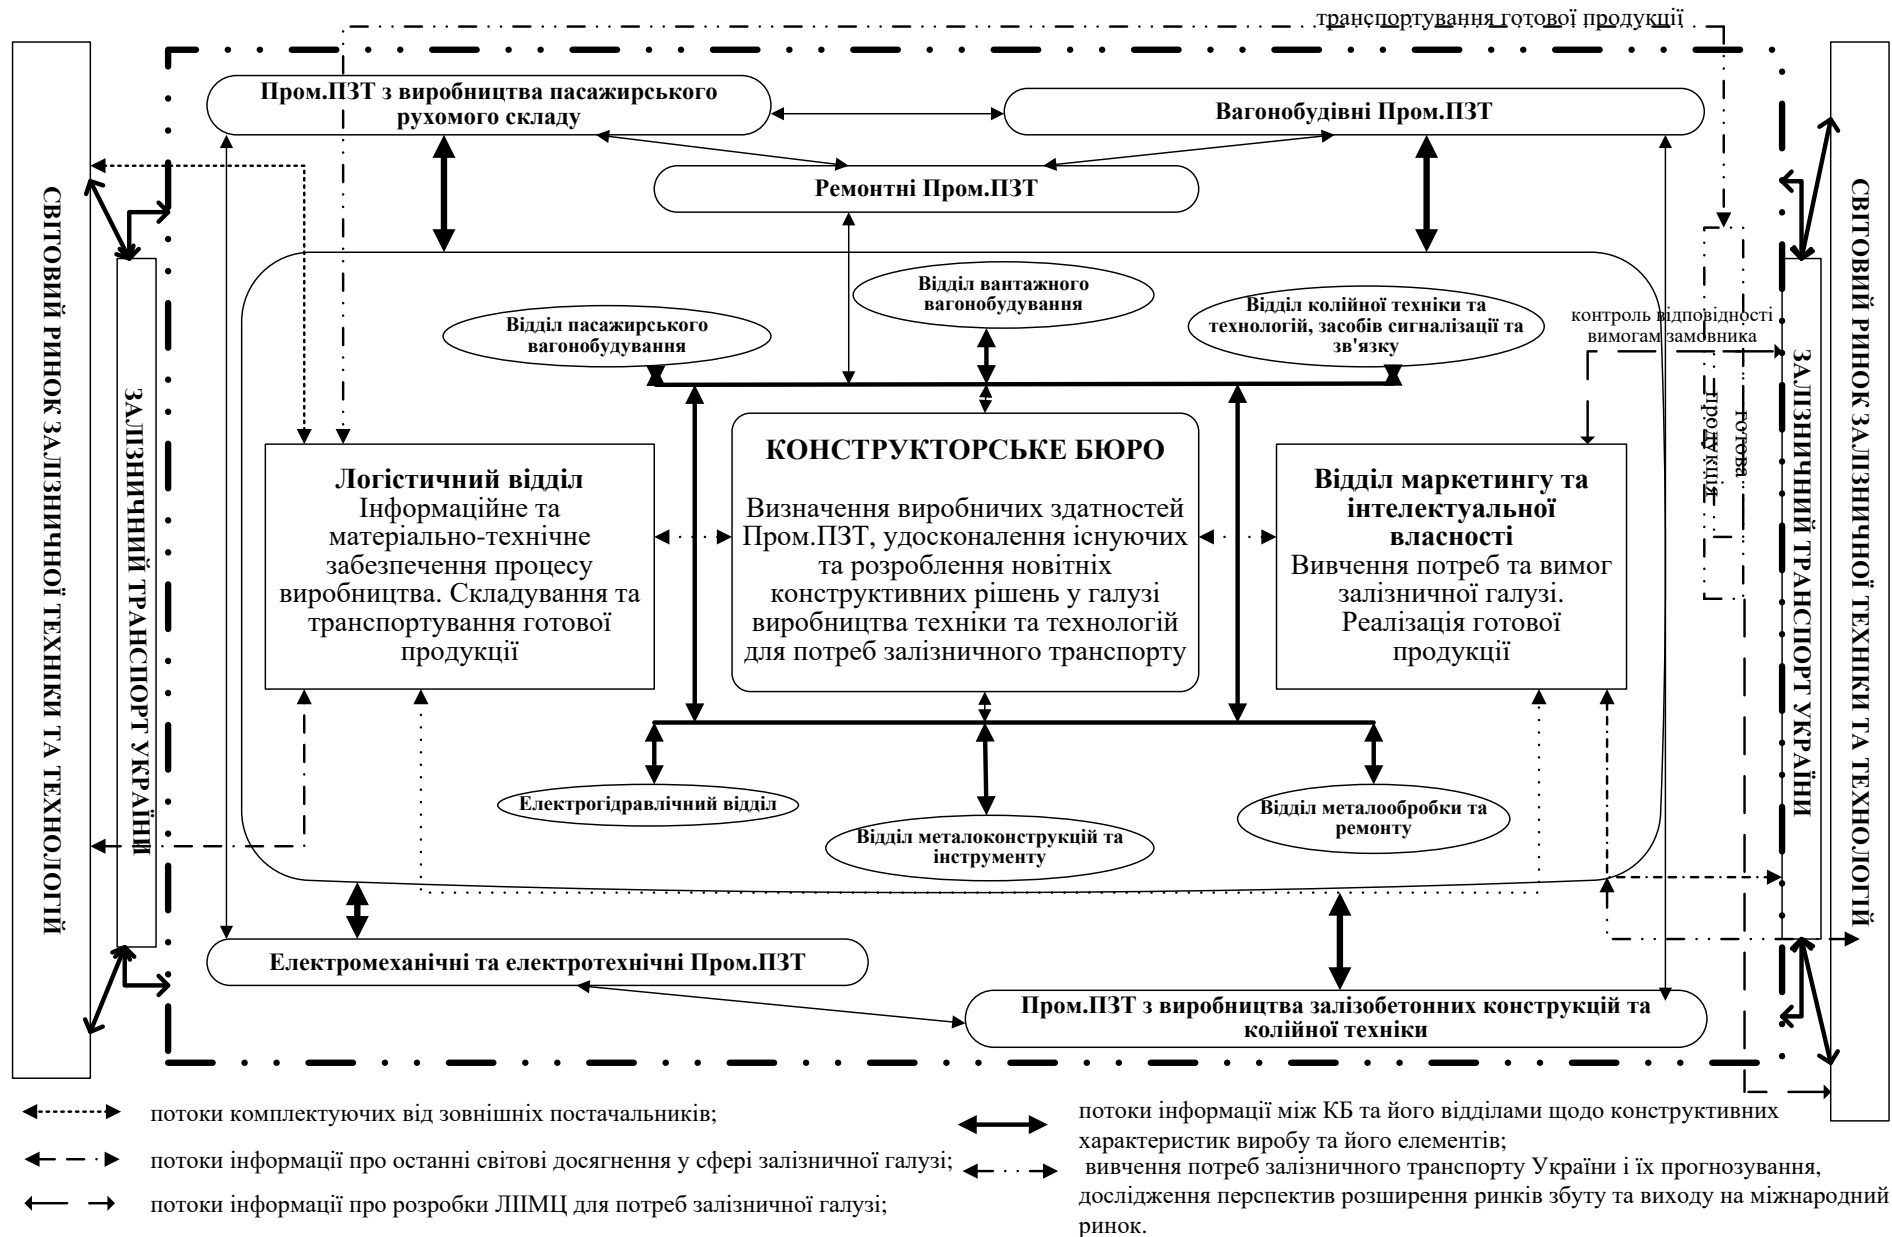 транспортування готової продукції
СВІТОВИЙ РИНОК ЗАЛІЗНИЧНОЇ ТЕХНІКИ ТА ТЕХНОЛОГІЙ
ЗАЛІЗНИЧНИЙ ТРАНСПОРТ УКРАЇНИ
Пром.ПЗТ з виробництва пасажирського
рухомого складу
Вагонобудівні Пром.ПЗТ
Ремонтні Пром.ПЗТ
Відділ пасажирського
вагонобудування
Відділ вантажного
вагонобудування
Відділ колійної техніки та
технологій, засобів сигналізації та
зв'язку
контроль відповідності
вимогам замовника
готова
продукція
Логістичний відділ
Інформаційне та
матеріально-технічне
забезпечення процесу
виробництва. Складування та
транспортування готової
продукції
КОНСТРУКТОРСЬКЕ БЮРО
Визначення виробничих здатностей
Пром.ПЗТ, удосконалення існуючих
та розроблення новітніх
конструктивних рішень у галузі
виробництва техніки та технологій
для потреб залізничного транспорту
Відділ маркетингу та
інтелектуальної
власності
Вивчення потреб та вимог
залізничної галузі.
Реалізація готової
продукції
Електрогідравлічний відділ
Відділ металоконструкцій та
інструменту
Відділ металообробки та
ремонту
Електромеханічні та електротехнічні Пром.ПЗТ
Пром.ПЗТ з виробництва залізобетонних конструкцій та
колійної техніки
ЗАЛІЗНИЧНИЙ ТРАНСПОРТ УКРАЇНИ
СВІТОВИЙ РИНОК ЗАЛІЗНИЧНОЇ ТЕХНІКИ ТА ТЕХНОЛОГІЙ
потоки комплектуючих від зовнішніх постачальників;
потоки інформації про останні світові досягнення у сфері залізничної галузі;
потоки інформації про розробки ЛІІМЦ для потреб залізничної галузі;
потоки інформації між КБ та його відділами щодо конструктивних
характеристик виробу та його елементів;
вивчення потреб залізничного транспорту України і їх прогнозування,
дослідження перспектив розширення ринків збуту та виходу на міжнародний
ринок.